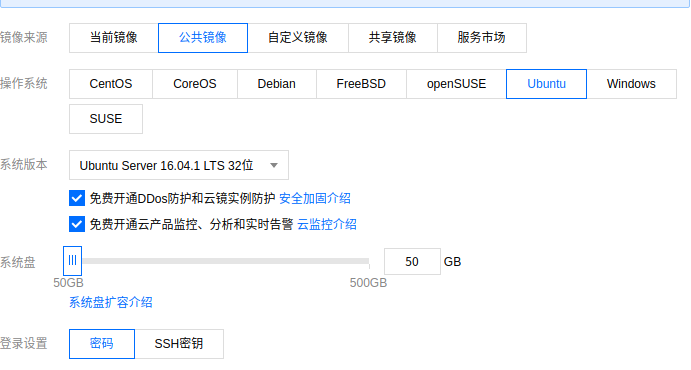 镜像来源 当前镜像 公共镜像 自定义镜像 共享镜像 服务市场
操作系统 CentOS CoreOS Debian FreeBSD openSUSE Ubuntu Windows
SUSE
系统版本 Ubuntu Server 16.04.1 LTS 32位
免费开通DDos防护和云镜实例防护 安全加固介绍
免费开通云产品监控、分析和实时告警 云监控介绍
系统盘 50 GB
50GB 500GB
系统盘扩容介绍
登录设置 密码 SSH密钥